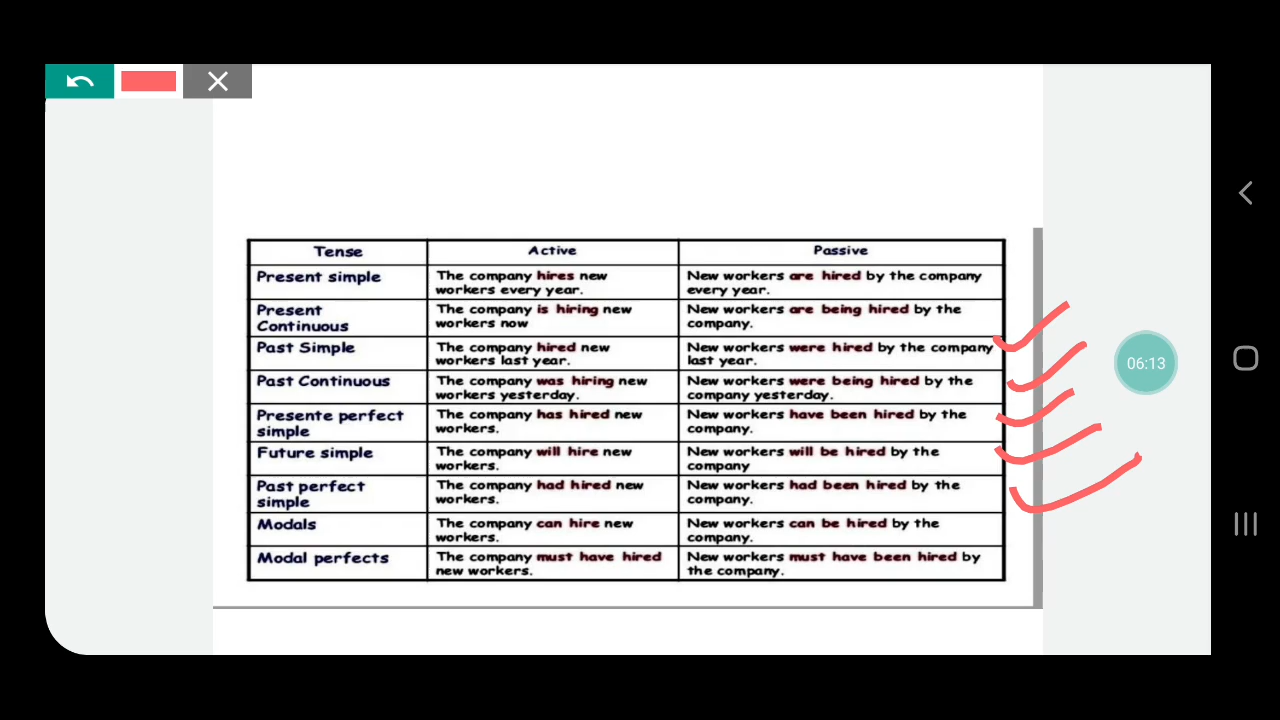 Tense Active Passive
Present simple The company hires new New workers are hired by the company
workers every year. every year.
Present The company is hiring new New workers are being hired by the
Continuous workers now company.
Past Simple The company hired new New workers were hired by the company
workers last year. last year.
Past Continuous The company was hiring new New workers were being hired by the
workers yesterday. company yesterday.
Presente perfect The company has hired new New workers have been hired by the
simple workers. company.
Future simple The company will hire new New workers will be hired by the
workers. company
Past perfect The company had hired new New workers had been hired by the
simple workers. company.
Modals The company can hire new New workers can be hired by the
workers. company.
Modal perfects The company must have hired New workers must have been hired by
new workers. the company.
06:13